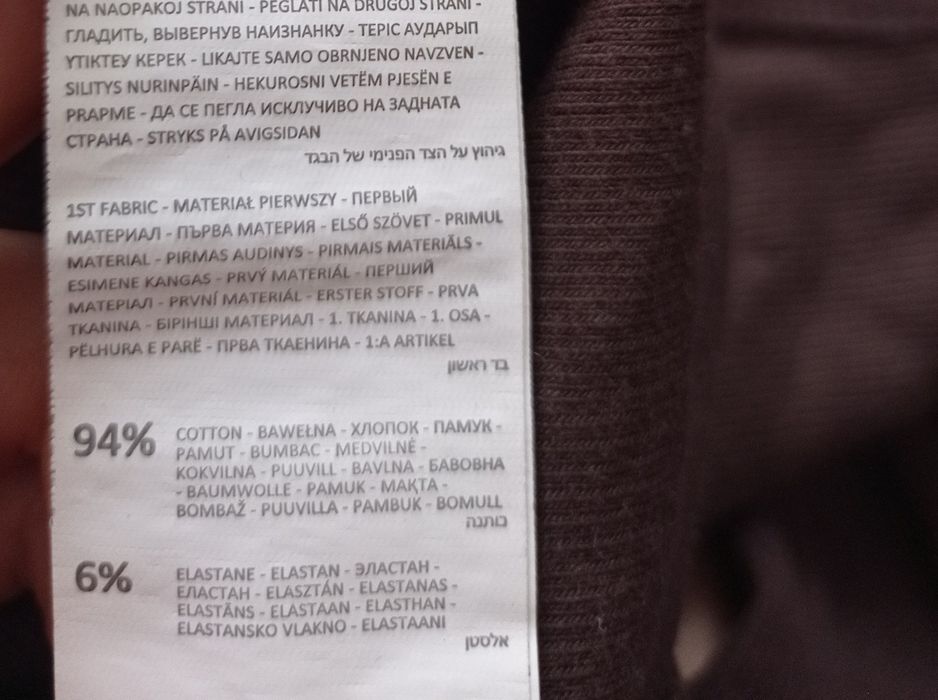 NA NAOPAKOJ STRANI - PEGLATI NA DRUGOJ STRANI -
ГЛАДИТЬ, ВЫВЕРНУВ НАИЗНАНКУ - ТЕРІС АУДАРЫП
ҮТІКТЕУ КЕРЕК - LIKAJTE SAMO OBRNJENO NAVZVEN -
SILITYS NURINPÄIN - HEKUROSNI VETËM PJESËN E
PRAPME - ДА СЕ ПЕГЛА ИСКЛУЧИВО НА ЗАДНАТА
СТРАНА - STRYKS PÅ AVIGSIDAN
גיהוץ על הצד הפנימי של הבגד
1ST FABRIC - MATERIAŁ PIERWSZY - ПЕРВЫЙ
МАТЕРИАЛ - ПЪРВА МАТЕРИЯ - ELSŐ SZÖVET - PRIMUL
MATERIAL - PIRMAS AUDINYS - PIRMAIS MATERIĀLS -
ESIMENE KANGAS - PRVÝ MATERIÁL - ПЕРШИЙ
МАТЕРІАЛ - PRVNÍ MATERIÁL - ERSTER STOFF - PRVA
TKANINA - БІРІНШІ МАТЕРИАЛ - 1. TKANINA - 1. OSA -
PËLHURA E PARË - ПРВА ТКАЕНИНА - 1:A ARTIKEL
בד ראשון
94% COTTON - BAWEŁNA - ХЛОПОК - ПАМУК -
PAMUT - BUMBAC - MEDVILNĖ -
KOKVILNA - PUUVILL - BAVLNA - БАВОВНА
- BAUMWOLLE - PAMUK - МАҚТА -
BOMBAŽ - PUUVILLA - PAMBUK - BOMULL
כותנה
6% ELASTANE - ELASTAN - ЭЛАСТАН -
ЕЛАСТАН - ELASZTÁN - ELASTANAS -
ELASTĀNS - ELASTAAN - ELASTHAN -
ELASTANSKO VLAKNO - ELASTAANI
אלסטן